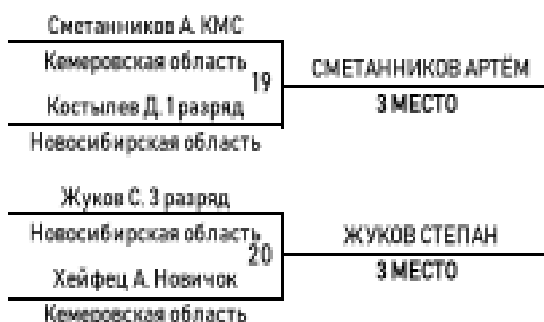 Сметанников А. КМС
Кемеровская область
19
СМЕТАННИКОВ АРТЁМ
Костылев Д. 1 разряд
3 МЕСТО
Новосибирская область
Жуков С. 3 разряд
Новосибирская область
20
ЖУКОВ СТЕПАН
Хейфец А. Новичок
3 МЕСТО
Кемеровская область